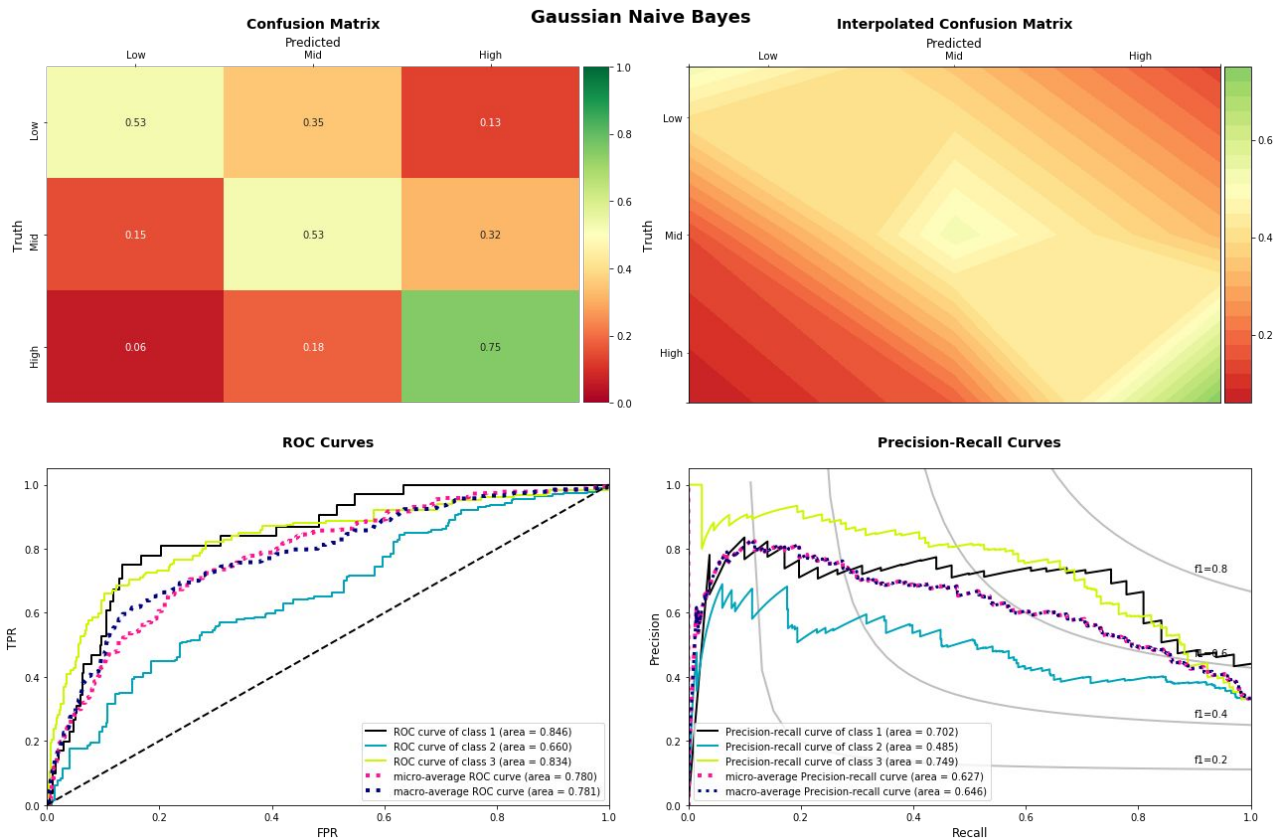 Gaussian Naive Bayes
Confusion Matrix
Predicted
Low Mid High
Truth
Low
Mid
High
0.53 0.35 0.13
0.15 0.53 0.32
0.06 0.18 0.75
1.0
0.8
0.6
0.4
0.2
0.0
Interpolated Confusion Matrix
Predicted
Low Mid High
Truth
Low
Mid
High
0.6
0.4
0.2
ROC Curves
TPR
1.0
0.8
0.6
0.4
0.2
0.0
ROC curve of class 1 (area = 0.846)
ROC curve of class 2 (area = 0.660)
ROC curve of class 3 (area = 0.834)
micro-average ROC curve (area = 0.780)
macro-average ROC curve (area = 0.781)
0.0 0.2 0.4 0.6 0.8 1.0
FPR
Precision-Recall Curves
Precision
1.0
0.8
0.6
0.4
0.2
0.0
f1=0.8
f1=0.6
f1=0.4
f1=0.2
Precision-recall curve of class 1 (area = 0.702)
Precision-recall curve of class 2 (area = 0.485)
Precision-recall curve of class 3 (area = 0.749)
micro-average Precision-recall curve (area = 0.627)
macro-average Precision-recall curve (area = 0.646)
0.0 0.2 0.4 0.6 0.8 1.0
Recall